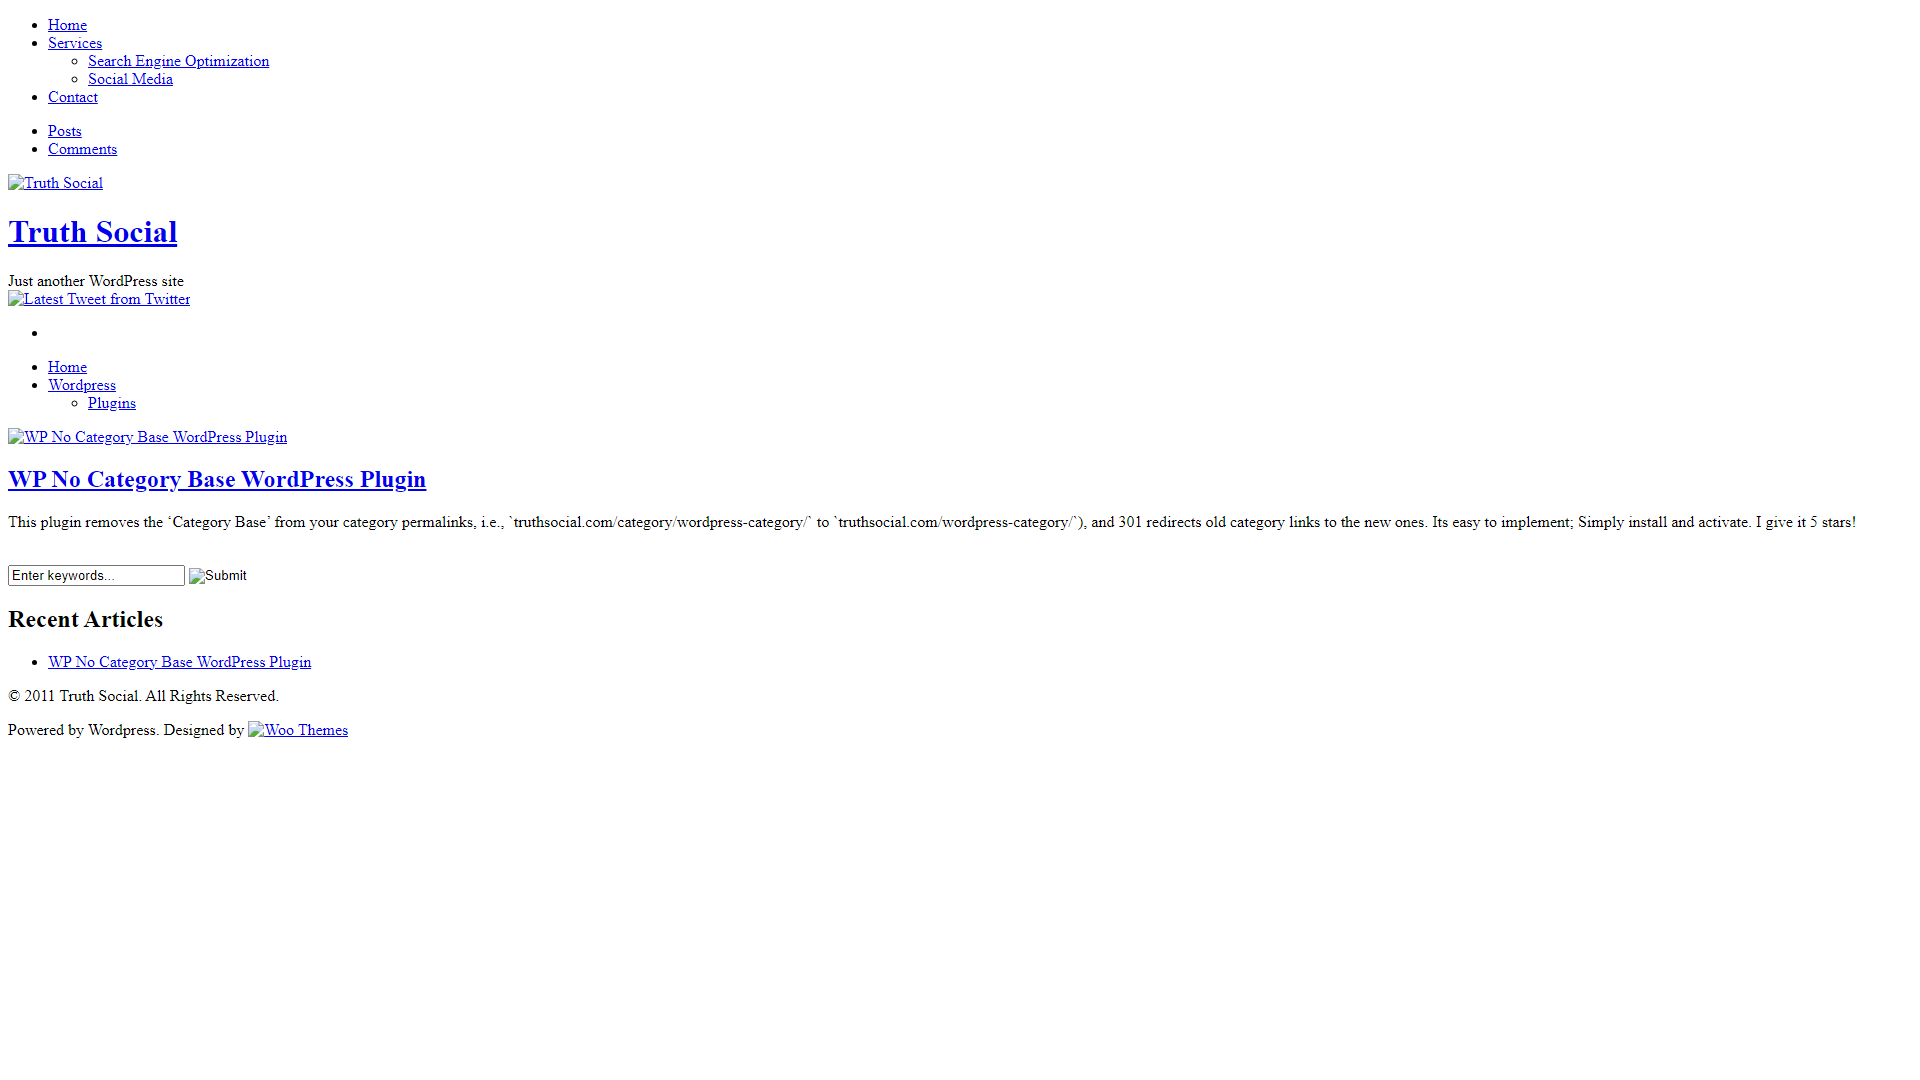 Home
Services
Search Engine Optimization
Social Media
Contact
Posts
Comments
Truth Social
Truth Social
Just another WordPress site
Latest Tweet from Twitter
Home
Wordpress
Plugins
WP No Category Base WordPress Plugin
WP No Category Base WordPress Plugin
This plugin removes the ‘Category Base’ from your category permalinks, i.e., `truthsocial.com/category/wordpress-category/` to `truthsocial.com/wordpress-category/`), and 301 redirects old category links to the new ones. Its easy to implement; Simply install and activate. I give it 5 stars!
Enter keywords... Submit
Recent Articles
WP No Category Base WordPress Plugin
© 2011 Truth Social. All Rights Reserved.
Powered by Wordpress. Designed by Woo Themes